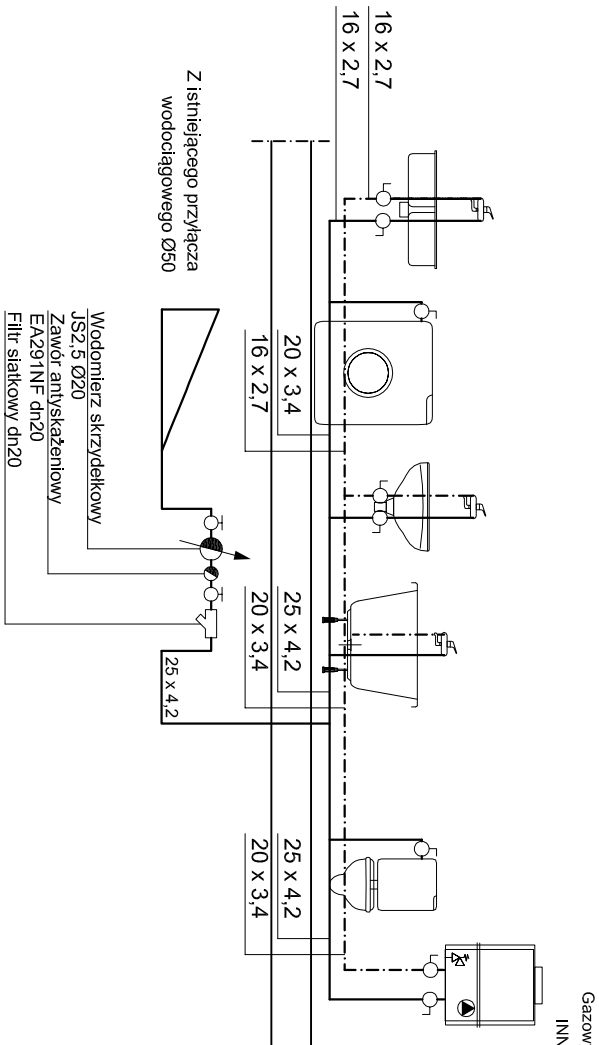 16 x 2,7
16 x 2,7
Z istniejącego przyłącza
wodociągowego Ø50
20 x 3,4
16 x 2,7
25 x 4,2
20 x 3,4
25 x 4,2
20 x 3,4
25 x 4,2
Wodomierz skrzydełkowy
JS2,5 Ø20
Zawór antyskażeniowy
EA291NF dn20
Filtr siatkowy dn20
Gazow
INN